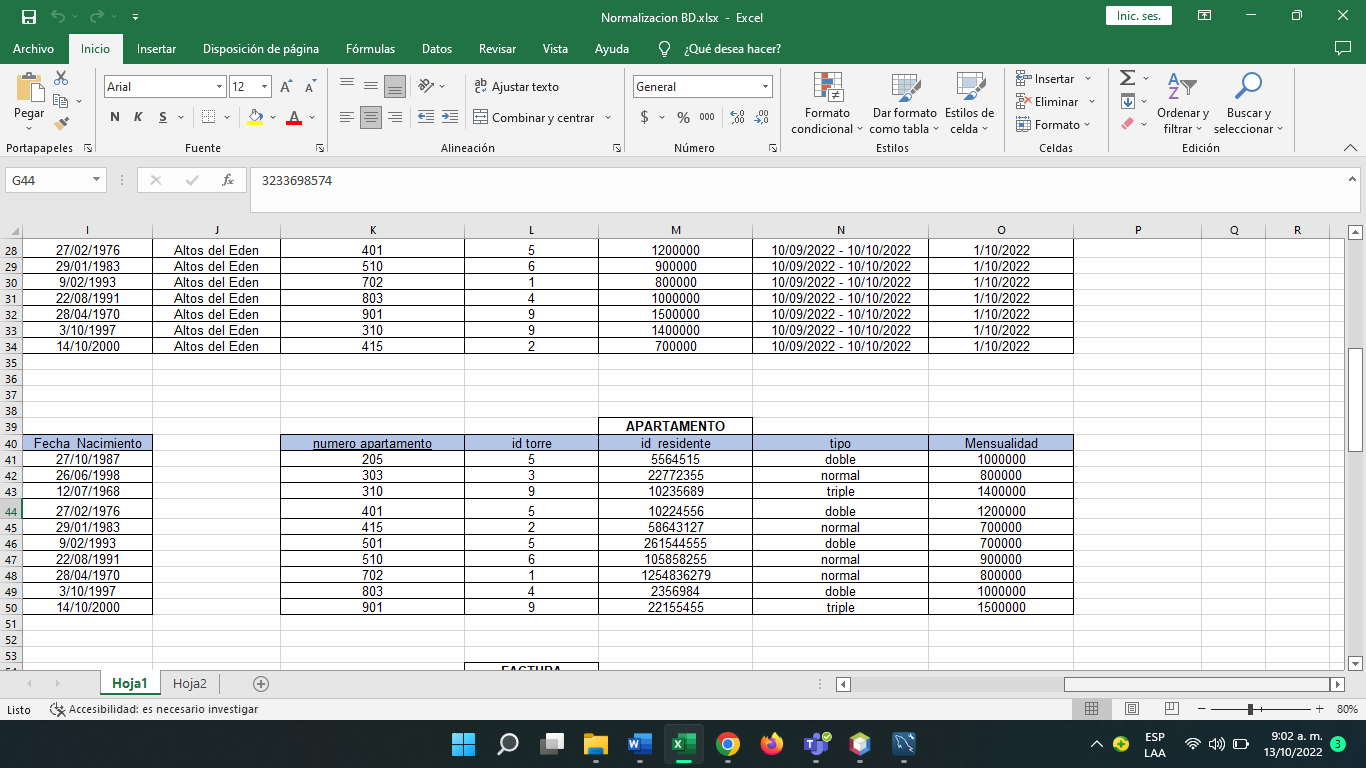 Normalizacion BD.xlsx - Excel
Inic. ses.
Archivo Inicio Insertar Disposición de página Fórmulas Datos Revisar Vista Ayuda ¿Qué desea hacer?
Pegar
Arial 12
N K S
Ajustar texto
Combinar y centrar
General
$ % 000
Formato condicional
Dar formato como tabla
Estilos de celda
Insertar
Eliminar
Formato
Ordenar y filtrar
Buscar y seleccionar
Portapapeles Fuente Alineación Número Estilos Celdas Edición
G44 fx 3233698574
I J K L M N O P Q R
28 27/02/1976 Altos del Eden 401 5 1200000 10/09/2022 - 10/10/2022 1/10/2022
29 29/01/1983 Altos del Eden 510 6 900000 10/09/2022 - 10/10/2022 1/10/2022
30 9/02/1993 Altos del Eden 702 1 800000 10/09/2022 - 10/10/2022 1/10/2022
31 22/08/1991 Altos del Eden 803 4 1000000 10/09/2022 - 10/10/2022 1/10/2022
32 28/04/1970 Altos del Eden 901 9 1500000 10/09/2022 - 10/10/2022 1/10/2022
33 3/10/1997 Altos del Eden 310 9 1400000 10/09/2022 - 10/10/2022 1/10/2022
34 14/10/2000 Altos del Eden 415 2 700000 10/09/2022 - 10/10/2022 1/10/2022
35
36
37
38
39 APARTAMENTO
40 Fecha Nacimiento numero apartamento id torre id residente tipo Mensualidad
41 27/10/1987 205 5 5564515 doble 1000000
42 26/06/1998 303 3 22772355 normal 800000
43 12/07/1968 310 9 10235689 triple 1400000
44 27/02/1976 401 5 10224556 doble 1200000
45 29/01/1983 415 2 58643127 normal 700000
46 9/02/1993 501 5 261544555 doble 700000
47 22/08/1991 510 6 105858255 normal 900000
48 28/04/1970 702 1 1254836279 normal 800000
49 3/10/1997 803 4 2356984 doble 1000000
50 14/10/2000 901 9 22155455 triple 1500000
51
52
53
54 FACTURA
Hoja1 Hoja2
Listo Accesibilidad: es necesario investigar 80%
ESP
LAA
9:02 a. m.
13/10/2022
3